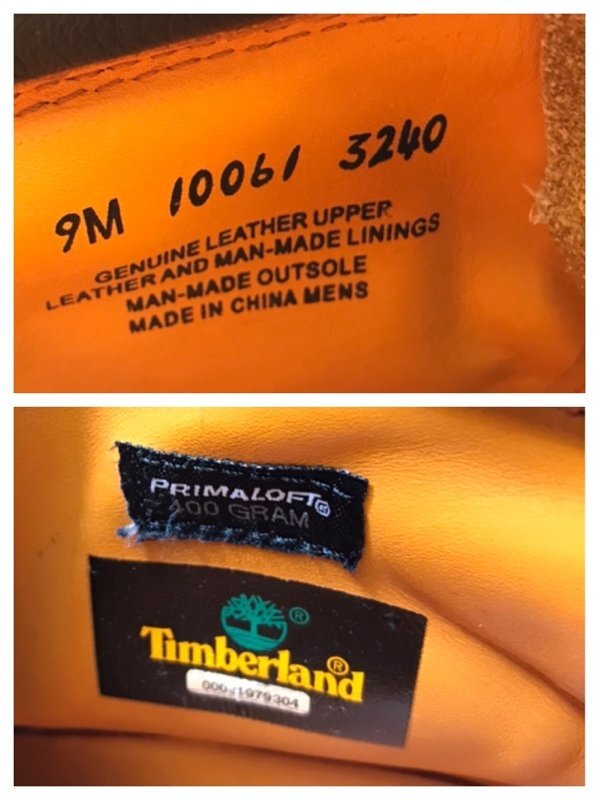 9M 10061 3240
GENUINE LEATHER UPPER
LEATHER AND MAN-MADE LININGS
MAN-MADE OUTSOLE
MADE IN CHINA MENS
PRIMALOFT®
400 GRAM
®
Timberland®